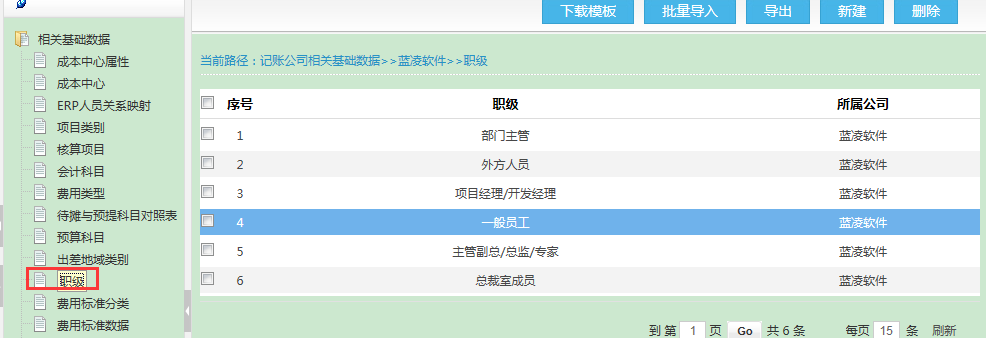 下载模板 批量导入 导出 新建 删除
相关基础数据
成本中心属性
成本中心
ERP人员关系映射
项目类别
核算项目
会计科目
费用类型
待摊与预提科目对照表
预算科目
出差地域类别
职级
费用标准分类
费用标准数据
当前路径：记账公司相关基础数据>>蓝凌软件>>职级
序号 职级 所属公司
1 部门主管 蓝凌软件
2 外方人员 蓝凌软件
3 项目经理/开发经理 蓝凌软件
4 一般员工 蓝凌软件
5 主管副总/总监/专家 蓝凌软件
6 总裁室成员 蓝凌软件
到 第 1 页 Go 共 6 条 每页 15 条 刷新